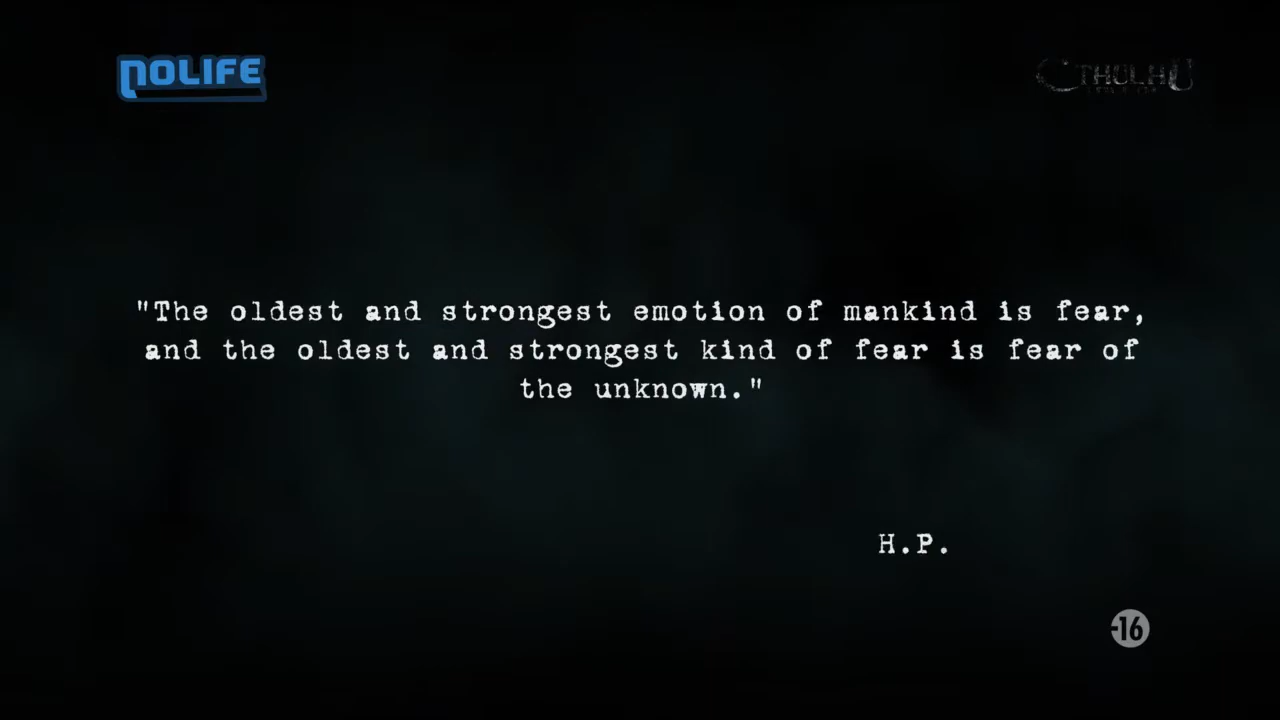 NOLIFE
CTHULHU
"The oldest and strongest emotion of mankind is fear,
and the oldest and strongest kind of fear is fear of
the unknown."
H.P.
-16